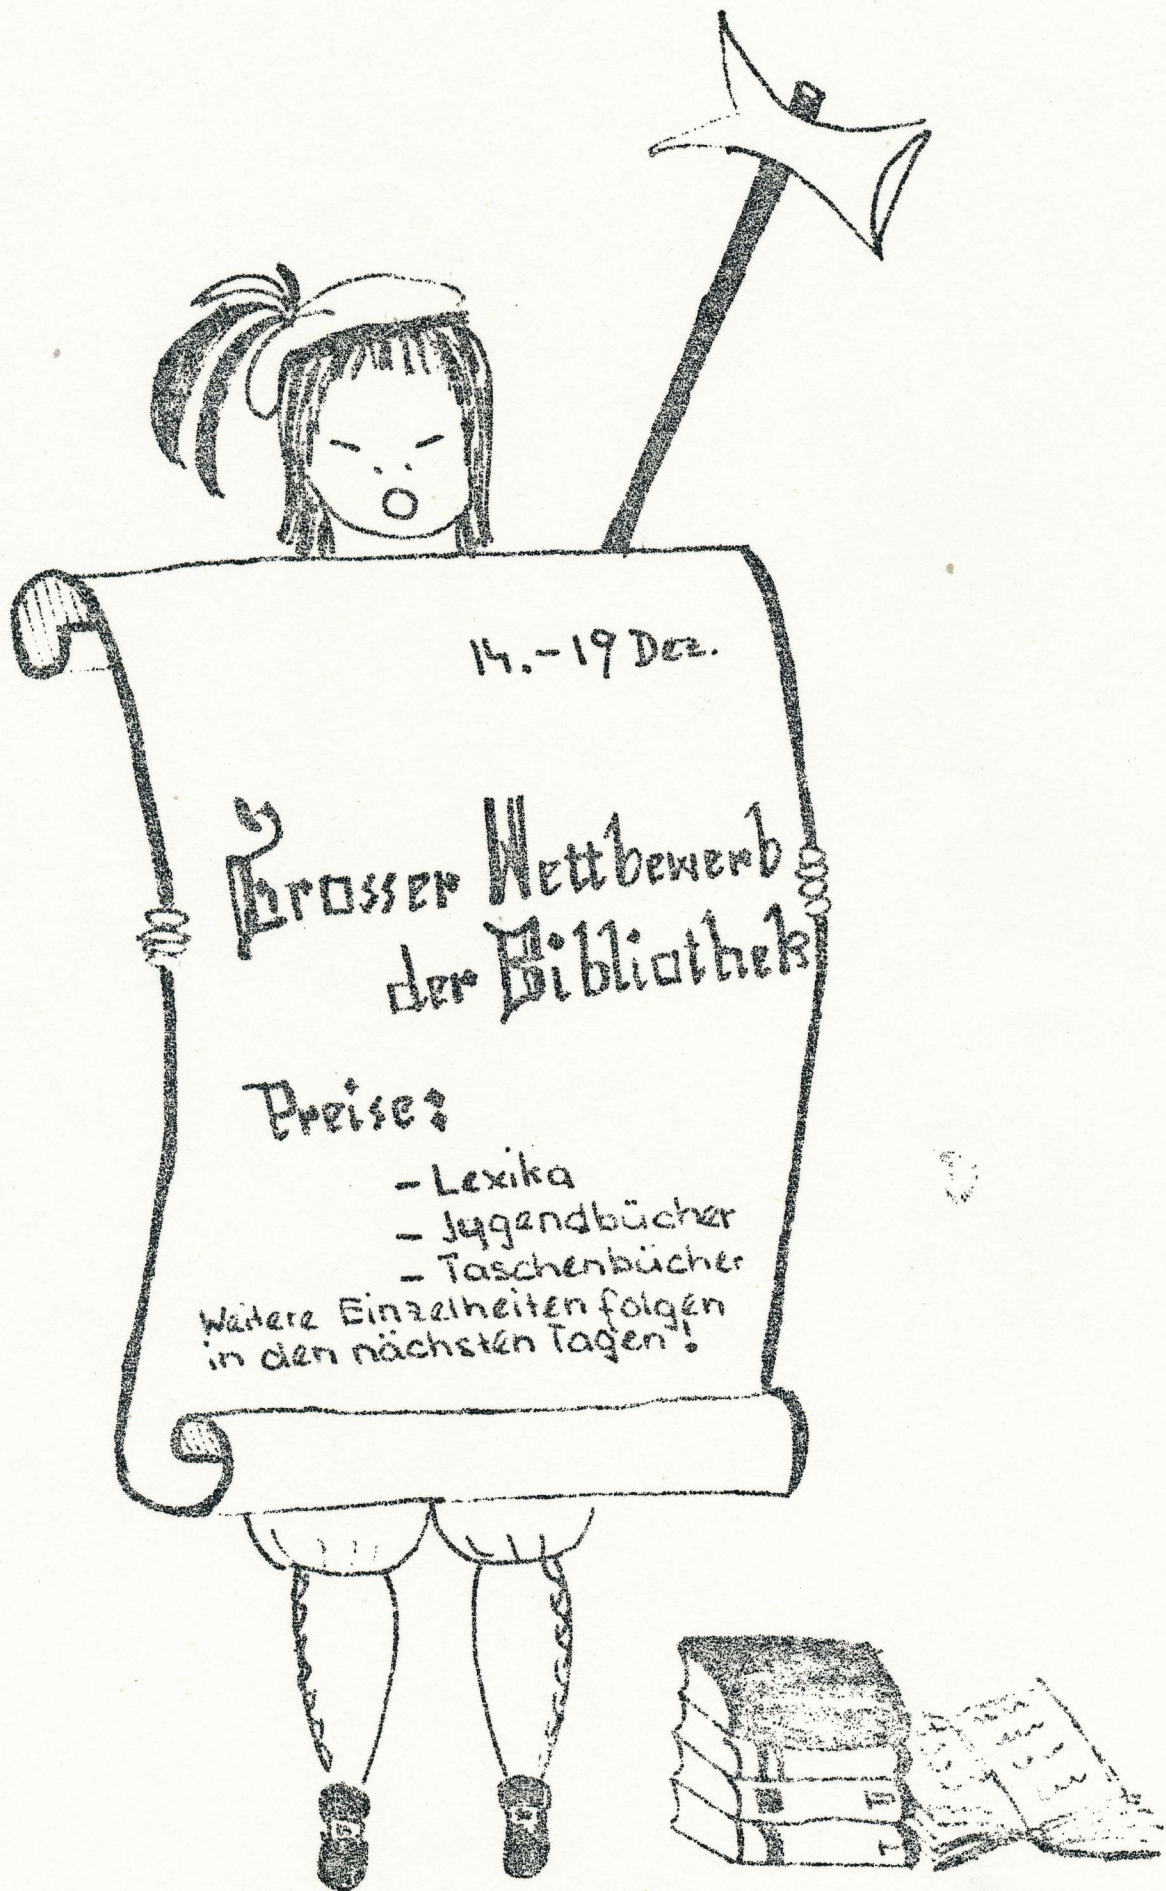 14.-19 Dez.
Grosser Wettbewerb
der Bibliothek
Preise:
- Lexika
- Jugendbücher
- Taschenbücher
Weitere Einzelheiten folgen
in den nächsten Tagen!